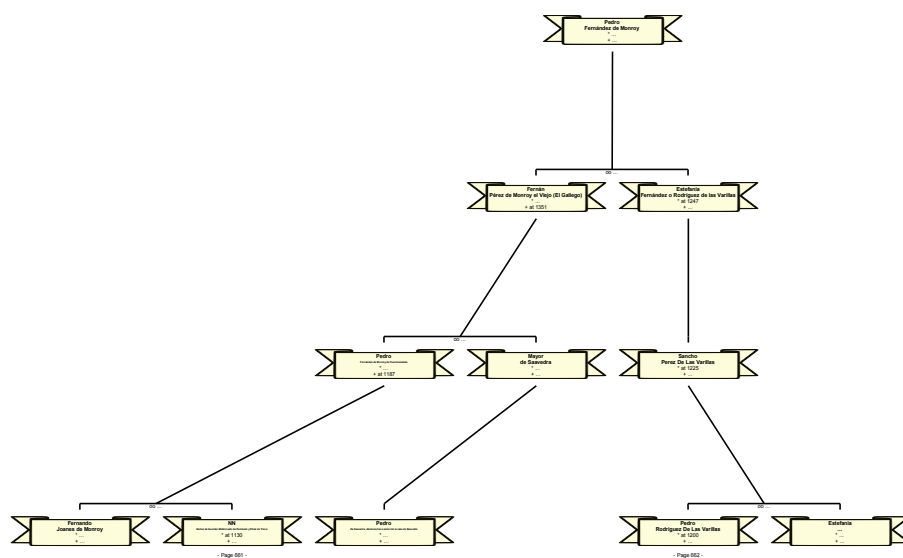 Pedro
Fernández de Monroy
* ...
+ ...
oo ...
Fernán
Pérez de Monroy el Viejo (El Gallego)
* ...
+ at 1351
Estefanía
Fernández o Rodríguez de las Varillas
* at 1247
+ ...
oo ...
Pedro
* ...
+ at 1187
Mayor
de Saavedra
* ...
+ ...
Sancho
Perez De Las Varillas
* at 1225
+ ...
oo ...
oo ...
Fernando
Joanes de Monroy
* ...
+ ...
NN
* at 1130
+ ...
Pedro
* ...
+ ...
Pedro
Rodríguez De Las Varillas
* at 1200
+ ...
Estefanía
...
* ...
+ ...
- Page 661 -
- Page 662 -